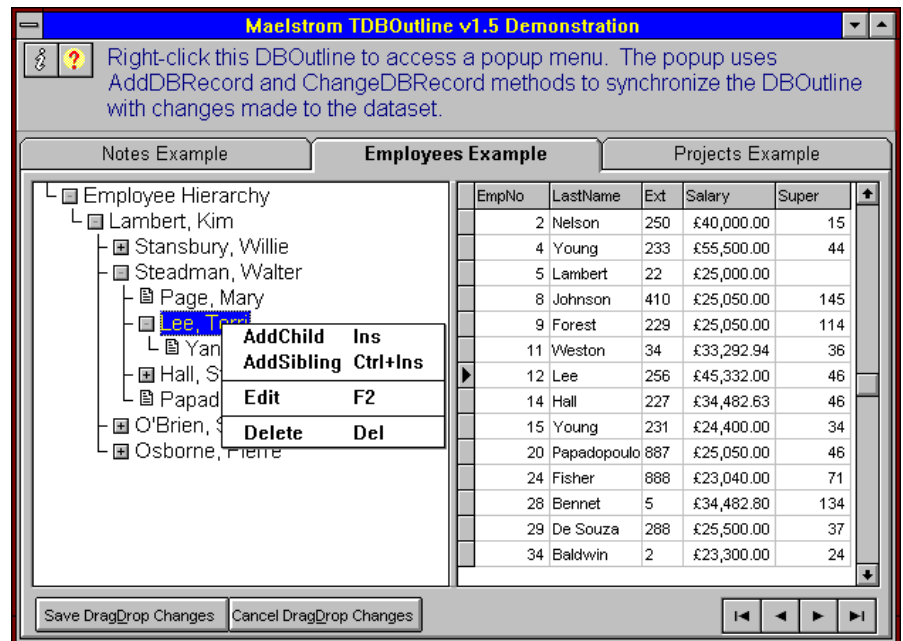 Maelstrom TDBOutline v1.5 Demonstration
Right-click this DBOutline to access a popup menu. The popup uses
AddDBRecord and ChangeDBRecord methods to synchronize the DBOutline
with changes made to the dataset.
Notes Example
Employees Example
Projects Example
Employee Hierarchy
Lambert, Kim
Stansbury, Willie
Steadman, Walter
Page, Mary
Lee, Terri
Yan
Hall, S
Papad
O'Brien, S
Osborne, Pierre
AddChild Ins
AddSibling Ctrl+Ins
Edit F2
Delete Del
EmpNo LastName Ext Salary Super
2 Nelson 250 £40,000.00 15
4 Young 233 £55,500.00 44
5 Lambert 22 £25,000.00
8 Johnson 410 £25,050.00 145
9 Forest 229 £25,050.00 114
11 Weston 34 £33,292.94 36
12 Lee 256 £45,332.00 46
14 Hall 227 £34,482.63 46
15 Young 231 £24,400.00 34
20 Papadopoulo 887 £25,050.00 46
24 Fisher 888 £23,040.00 71
28 Bennet 5 £34,482.80 134
29 De Souza 288 £25,500.00 37
34 Baldwin 2 £23,300.00 24
Save DragDrop Changes
Cancel DragDrop Changes